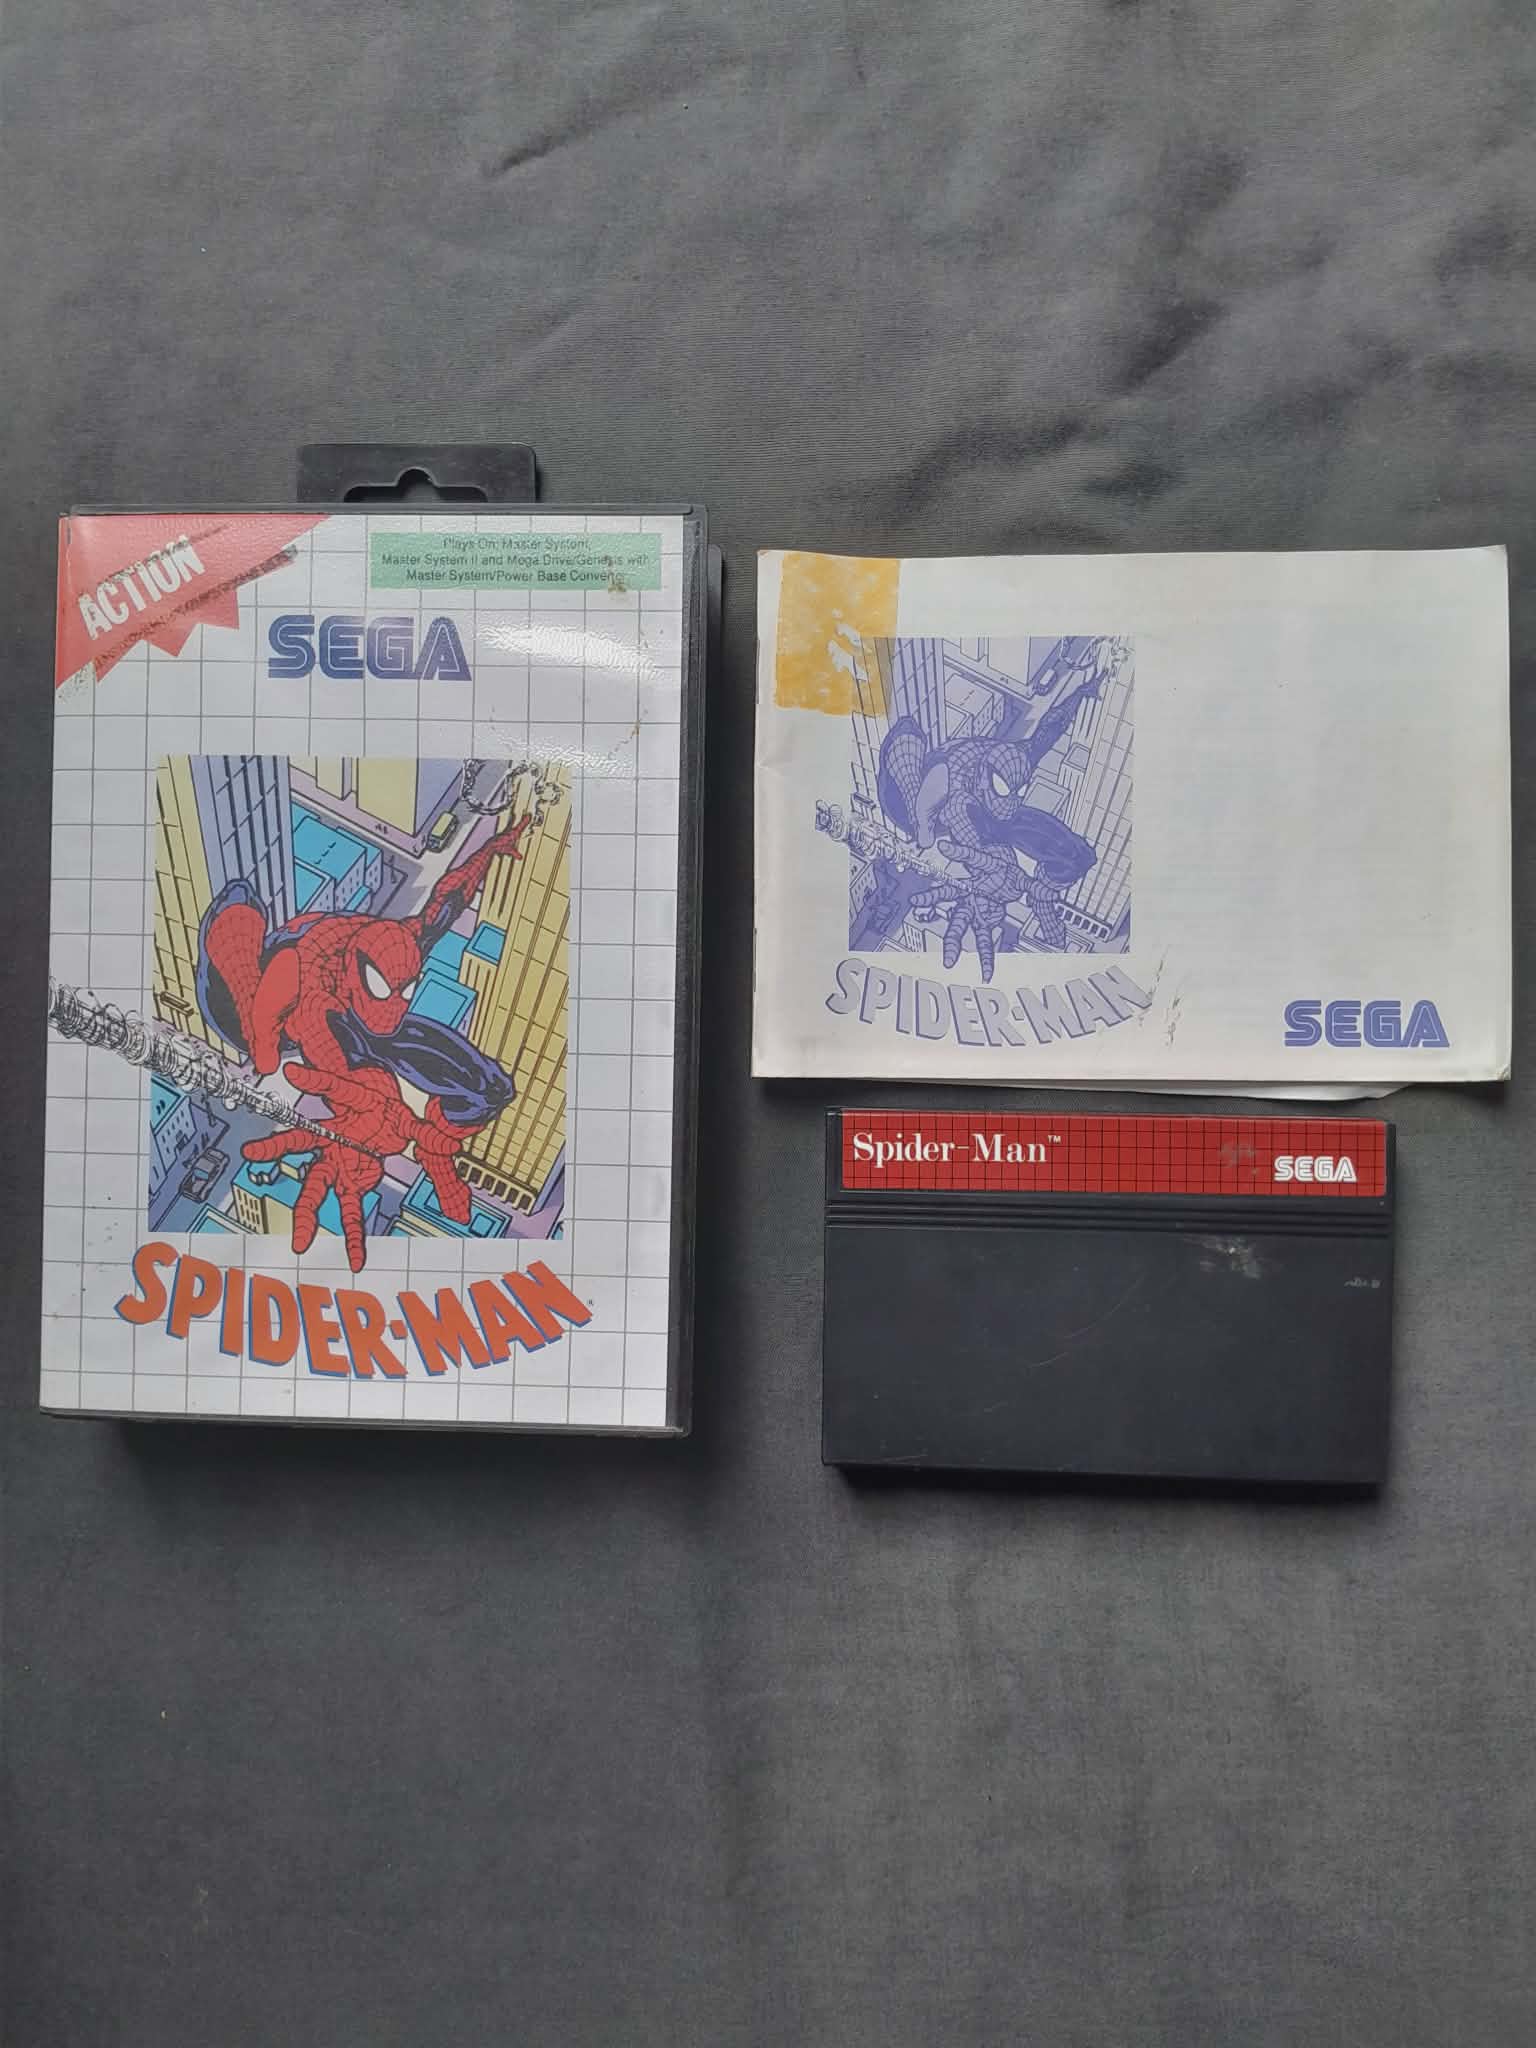 ACTION
Plays On: Master System,
Master System II and Mega Drive/Genesis with
Master System/Power Base Converter
SEGA
SPIDER-MAN®
SPIDER-MAN
SEGA
Spider-Man™
SEGA